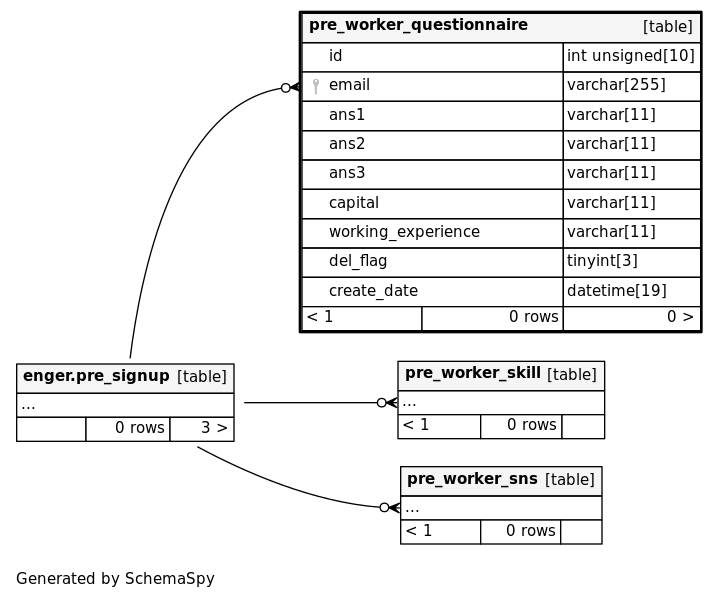 pre_worker_questionnaire [table]
id int unsigned[10]
email varchar[255]
ans1 varchar[11]
ans2 varchar[11]
ans3 varchar[11]
capital varchar[11]
working_experience varchar[11]
del_flag tinyint[3]
create_date datetime[19]
< 1 0 rows 0 >
enger.pre_signup [table]
...
0 rows 3 >
pre_worker_skill [table]
...
< 1 0 rows
pre_worker_sns [table]
...
< 1 0 rows
Generated by SchemaSpy